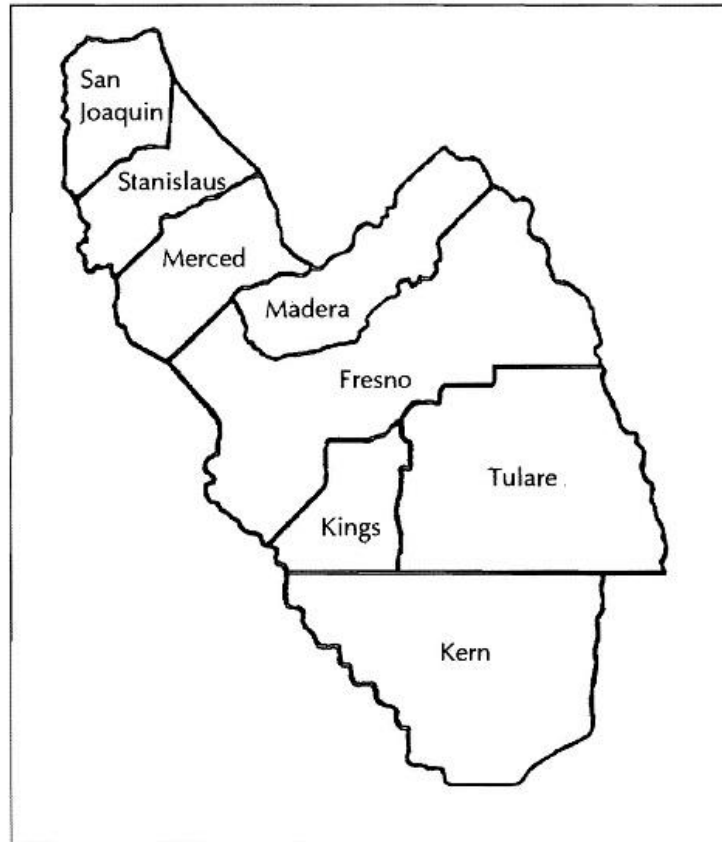 San
Joaquin
Stanislaus
Merced
Madera
Fresno
Tulare
Kings
Kern